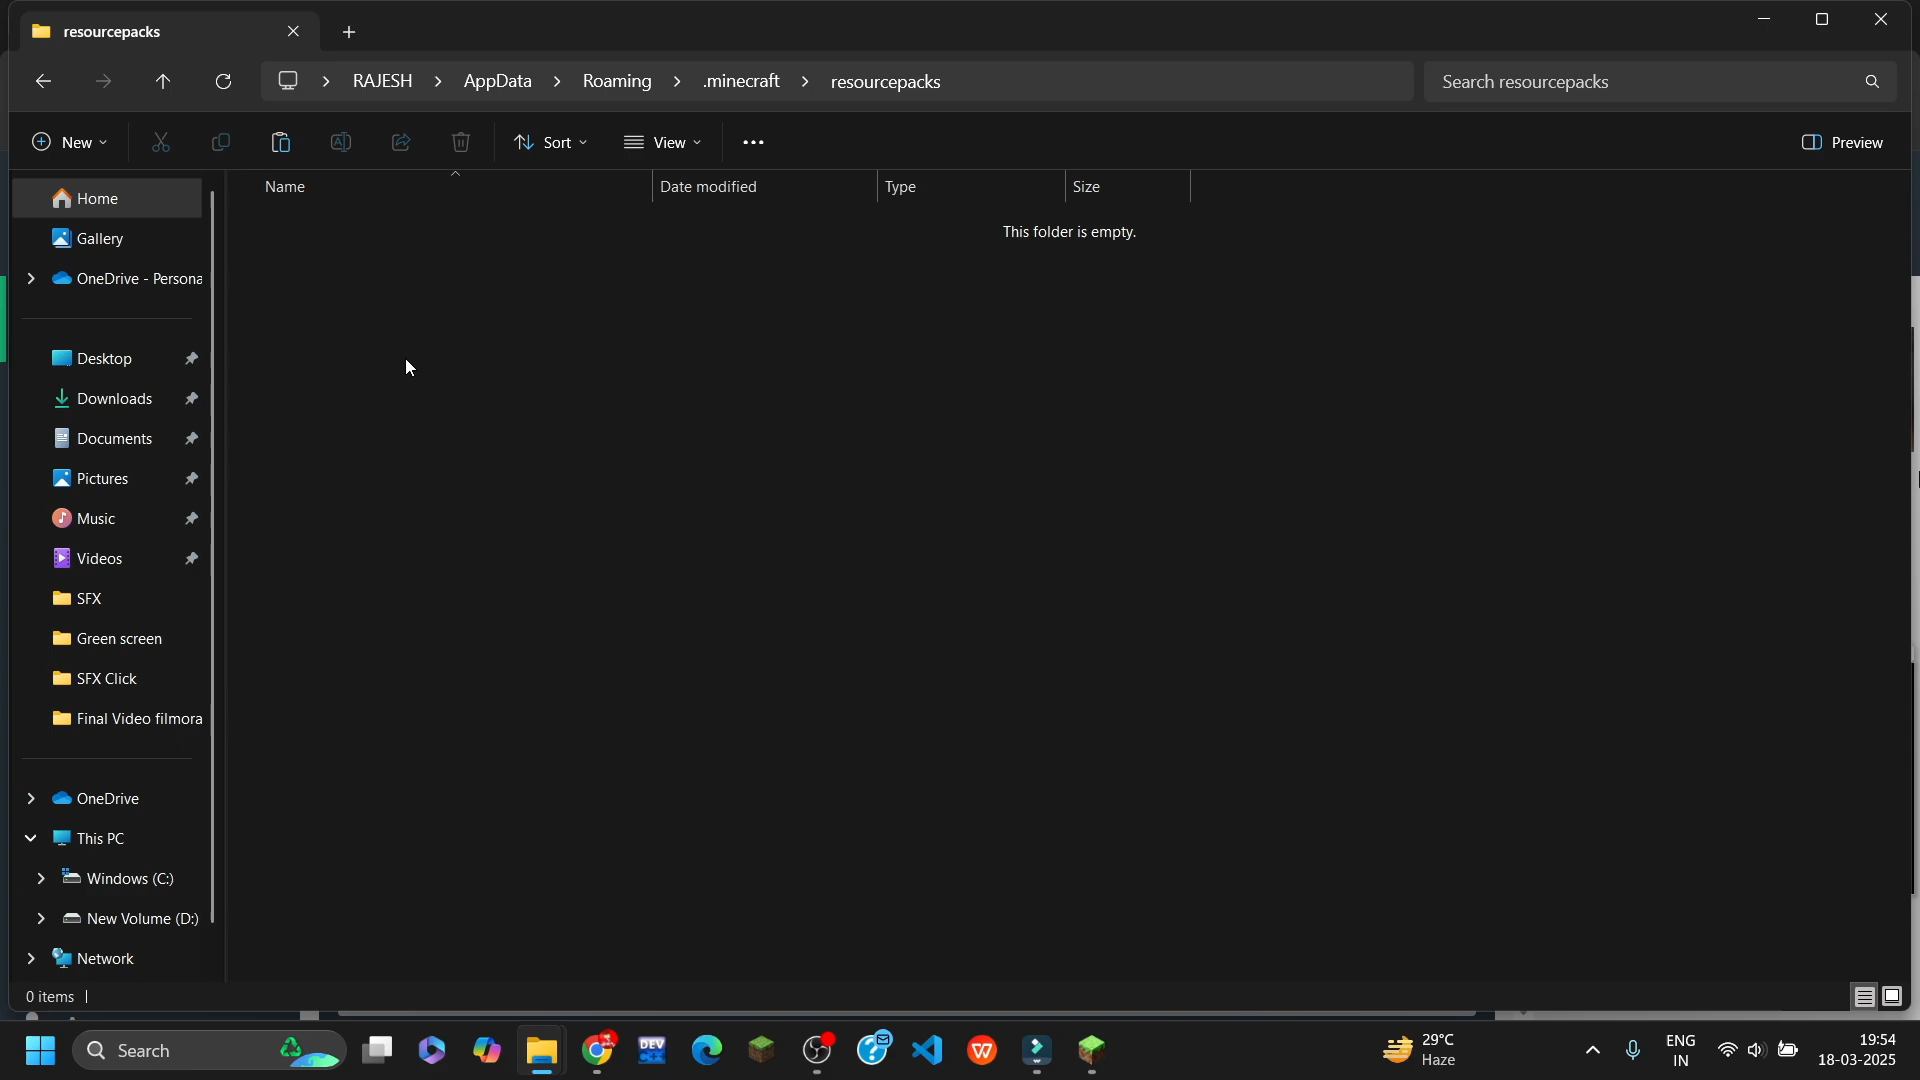 resourcepacks
RAJESH > AppData > Roaming > .minecraft > resourcepacks
Search resourcepacks
New
Sort
View
Preview
Name
Date modified
Type
Size
This folder is empty.
Home
Gallery
OneDrive - Persona
Desktop
Downloads
Documents
Pictures
Music
Videos
SFX
Green screen
SFX Click
Final Video filmora
OneDrive
This PC
Windows (C:)
New Volume (D:)
Network
0 items
Search
DEV
29°C
Haze
ENG
IN
19:54
18-03-2025